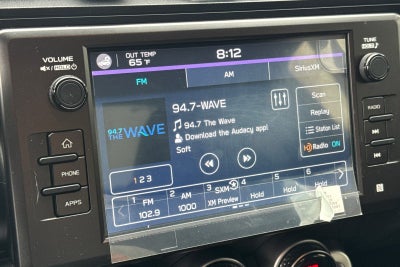 VOLUME
/HOLD
OUT TEMP
65°F
8:12
TUNE
FM
AM
SiriusXM
94.7-WAVE
94.7 The Wave
Download the Audacy app!
Soft
94.7
THE WAVE
Scan
Replay
Station List
HD Radio ON
1 2 3
1
FM
102.9
2
AM
1000
3
SXM
XM Preview
4
Hold
5
Hold
6
Hold
PHONE
APPS
RADIO